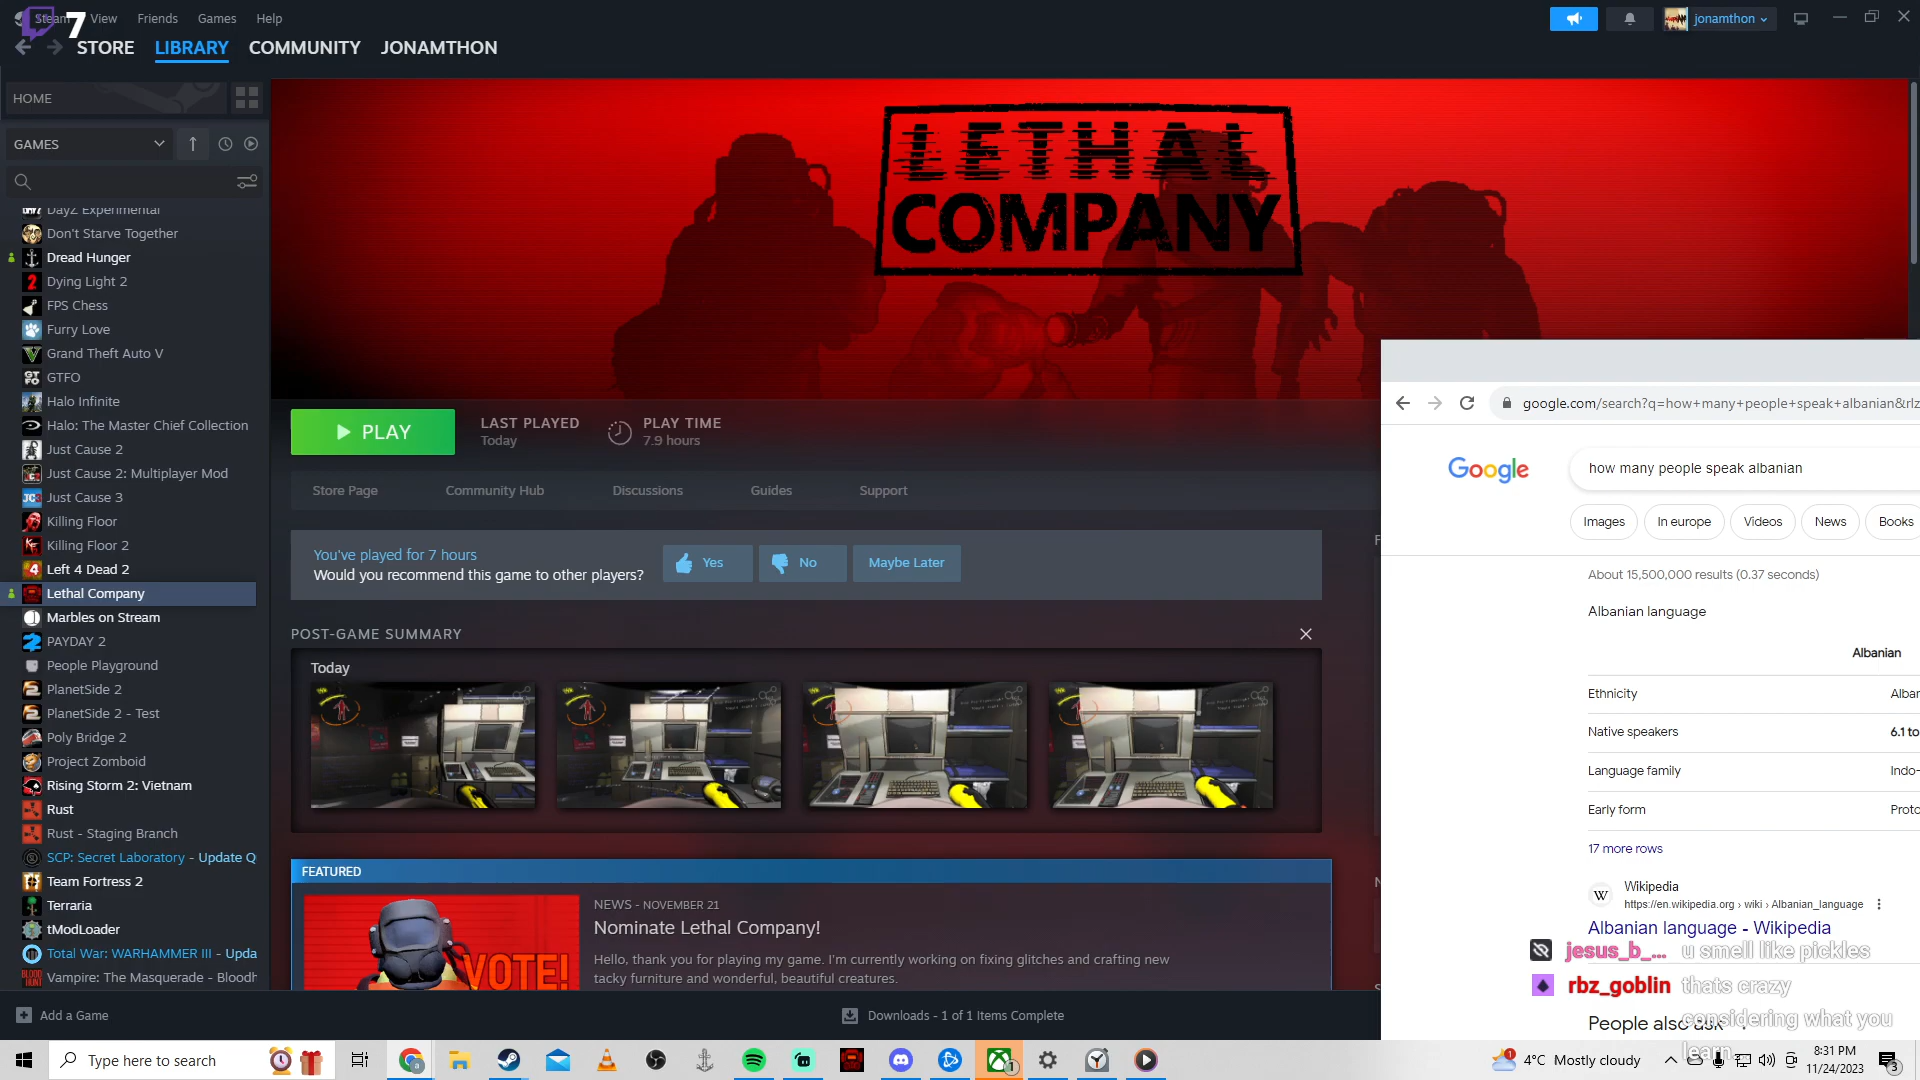 Steam View Friends Games Help
7
jonamthon
STORE LIBRARY COMMUNITY JONAMTHON
HOME
GAMES
DayZ Experimental
Don't Starve Together
Dread Hunger
Dying Light 2
FPS Chess
Furry Love
Grand Theft Auto V
GTFO
Halo Infinite
Halo: The Master Chief Collection
Just Cause 2
Just Cause 2: Multiplayer Mod
Just Cause 3
Killing Floor
Killing Floor 2
Left 4 Dead 2
Lethal Company
Marbles on Stream
PAYDAY 2
People Playground
PlanetSide 2
PlanetSide 2 - Test
Poly Bridge 2
Project Zomboid
Rising Storm 2: Vietnam
Rust
Rust - Staging Branch
SCP: Secret Laboratory - Update Q
Team Fortress 2
Terraria
tModLoader
Total War: WARHAMMER III - Upda
Vampire: The Masquerade - Bloodh
Add a Game
LETHAL
COMPANY
PLAY
LAST PLAYED
Today
PLAY TIME
7.9 hours
Store Page Community Hub Discussions Guides Support
You've played for 7 hours
Would you recommend this game to other players?
Yes No Maybe Later
POST-GAME SUMMARY
Today
FEATURED
VOTE!
NEWS - NOVEMBER 21
Nominate Lethal Company!
Hello, thank you for playing my game. I'm currently working on fixing glitches and crafting new
tacky furniture and wonderful, beautiful creatures.
Downloads - 1 of 1 Items Complete
google.com/search?q=how+many+people+speak+albanian&rlz
Google
how many people speak albanian
Images In europe Videos News Books
About 15,500,000 results (0.37 seconds)
Albanian language
Albanian
Ethnicity Alban
Native speakers 6.1 to
Language family Indo-
Early form Proto
17 more rows
W
Wikipedia
https://en.wikipedia.org › wiki › Albanian_language
Albanian language - Wikipedia
People also ask
jesus_b_... u smell like pickles
rbz_goblin thats crazy
considering what you
learn
Type here to search
4°C Mostly cloudy
8:31 PM
11/24/2023
3